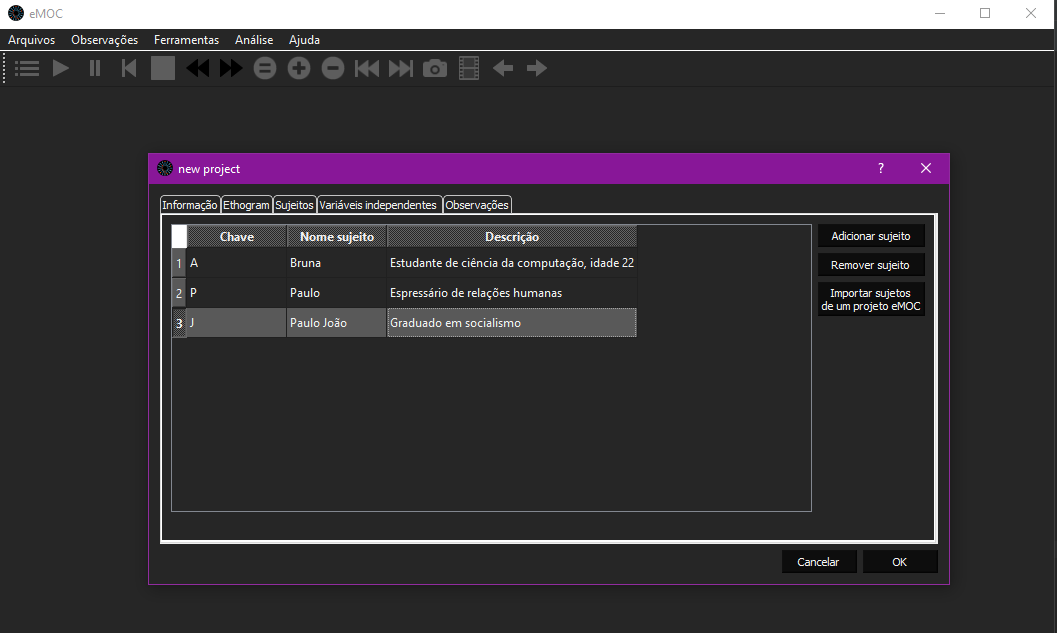 eMOC
Arquivos Observações Ferramentas Análise Ajuda
new project
?
Informação Ethogram Sujeitos Variáveis independentes Observações
Chave Nome sujeito Descrição
1 A Bruna Estudante de ciência da computação, idade 22
2 P Paulo Espressário de relações humanas
3 J Paulo João Graduado em socialismo
Adicionar sujeito
Remover sujeito
Importar sujetos
de um projeto eMOC
Cancelar OK